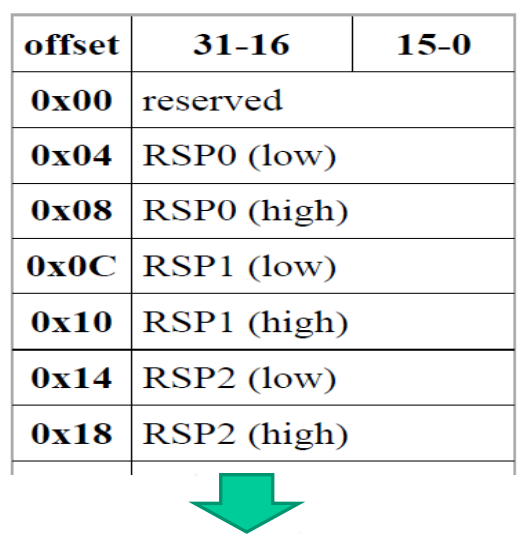 offset 31-16 15-0
0x00 reserved
0x04 RSP0 (low)
0x08 RSP0 (high)
0x0C RSP1 (low)
0x10 RSP1 (high)
0x14 RSP2 (low)
0x18 RSP2 (high)